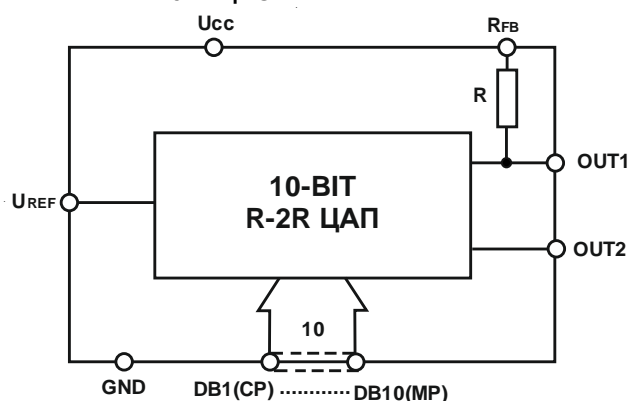 Ucc
RFB
R
10-BIT
R-2R ЦАП
OUT1
UREF
OUT2
10
GND
DB1(CP) ............ DB10(MP)